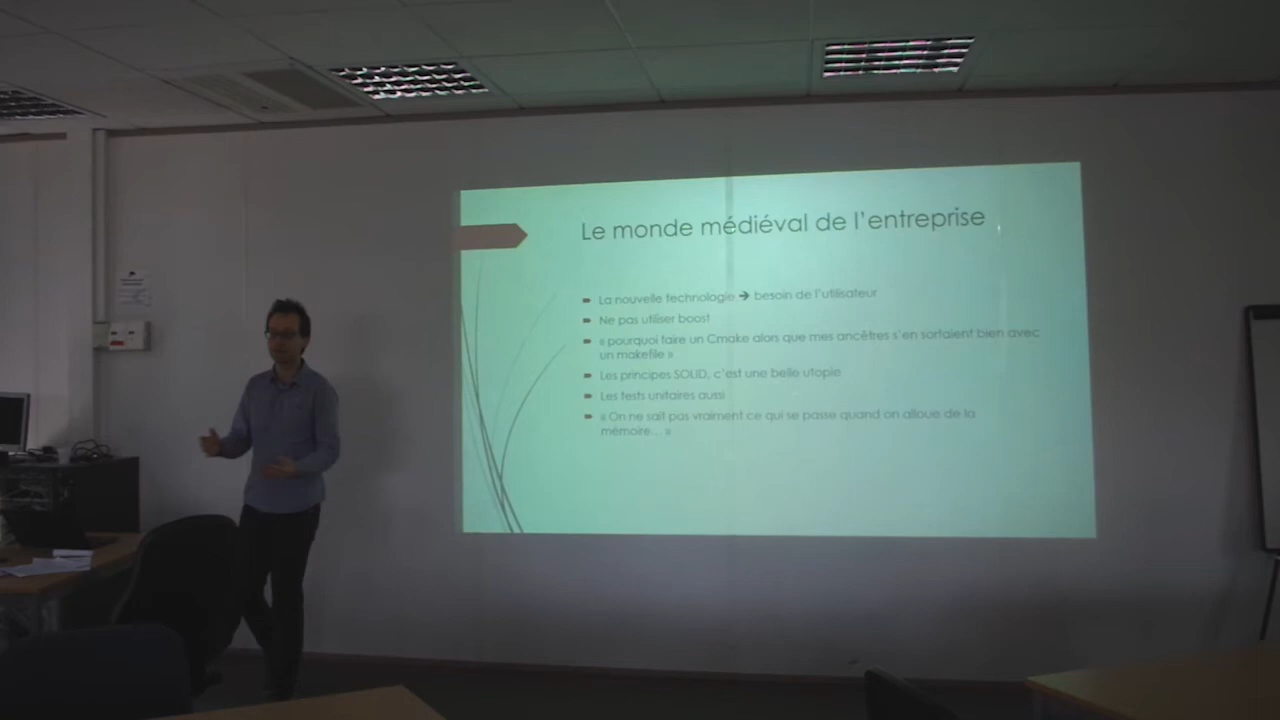 Le monde médiéval de l'entreprise
La nouvelle technologie ➔ besoin de l'utilisateur
Ne pas utiliser boost
« pourquoi faire un Cmake alors que mes ancêtres s'en sortaient bien avec
un makefile »
Les principes SOLID, c'est une belle utopie
Les tests unitaires aussi
« On ne sait pas vraiment ce qui se passe quand on alloue de la
mémoire... »